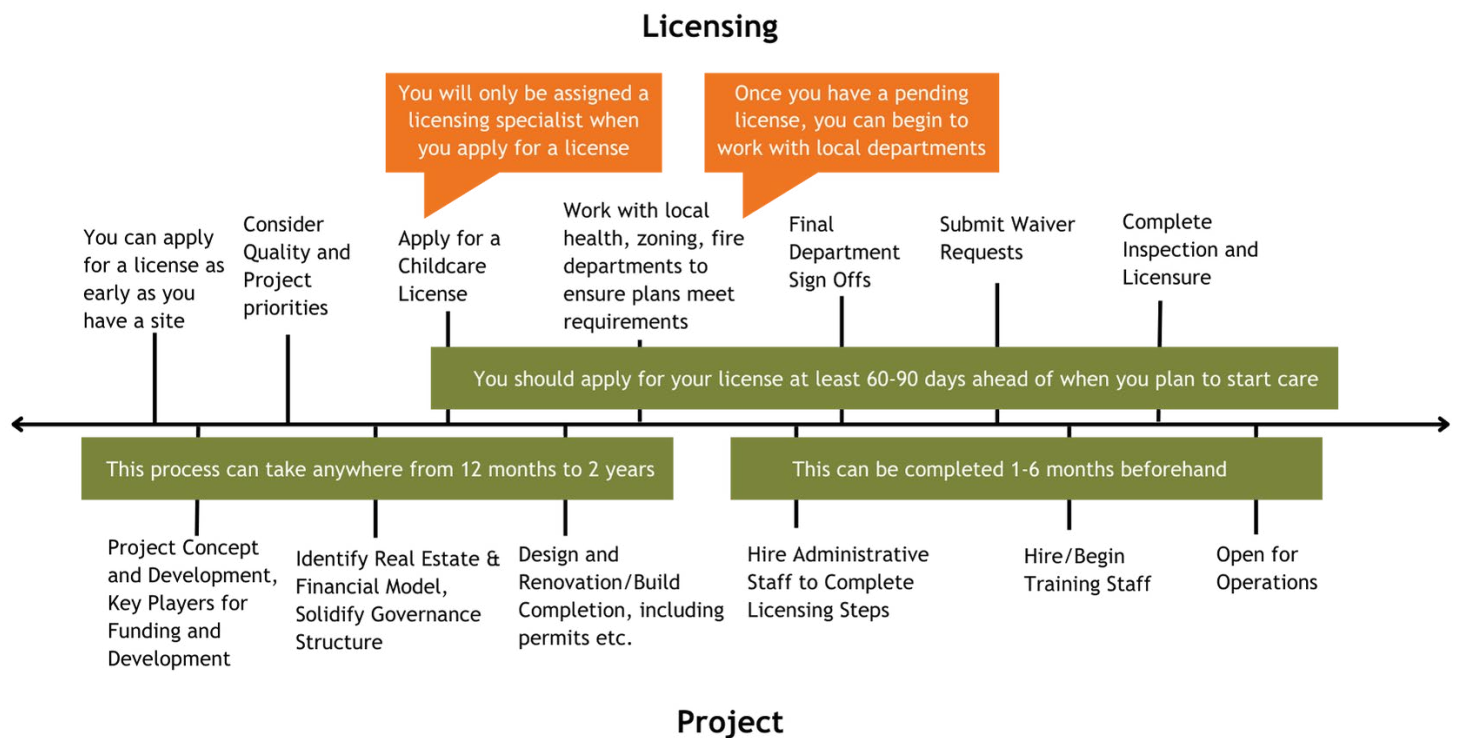 Licensing
You will only be assigned a
licensing specialist when
you apply for a license
Once you have a pending
license, you can begin to
work with local departments
You can apply
for a license as
early as you
have a site
Consider
Quality and
Project
priorities
Apply for a
Childcare
License
Work with local
health, zoning, fire
departments to
ensure plans meet
requirements
Final
Department
Sign Offs
Submit Waiver
Requests
Complete
Inspection and
Licensure
You should apply for your license at least 60-90 days ahead of when you plan to start care
This process can take anywhere from 12 months to 2 years
This can be completed 1-6 months beforehand
Project Concept
and Development,
Key Players for
Funding and
Development
Identify Real Estate &
Financial Model,
Solidify Governance
Structure
Design and
Renovation/Build
Completion, including
permits etc.
Hire Administrative
Staff to Complete
Licensing Steps
Hire/Begin
Training Staff
Open for
Operations
Project